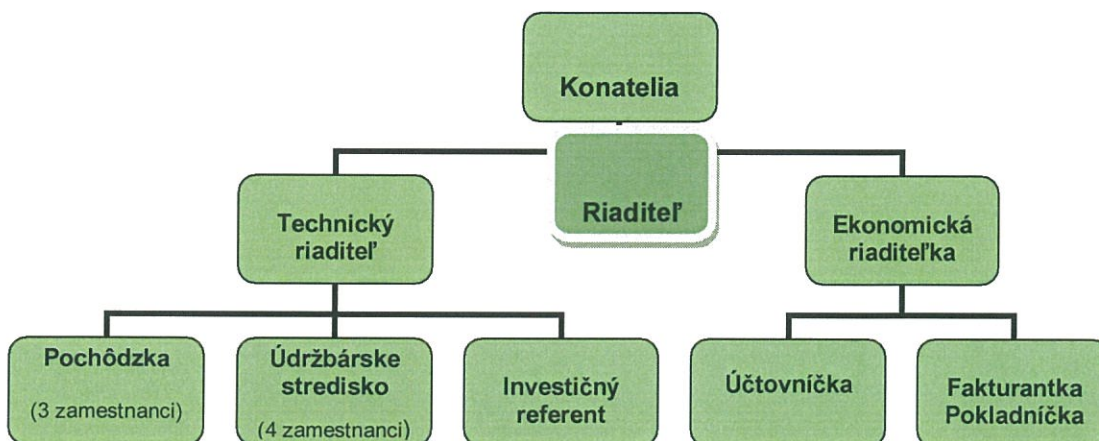 Konatelia
Riaditeľ
Technický
riaditeľ
Ekonomická
riaditeľka
Pochôdzka
(3 zamestnanci)
Údržbárske
stredisko
(4 zamestnanci)
Investičný
referent
Účtovníčka
Fakturantka
Pokladníčka